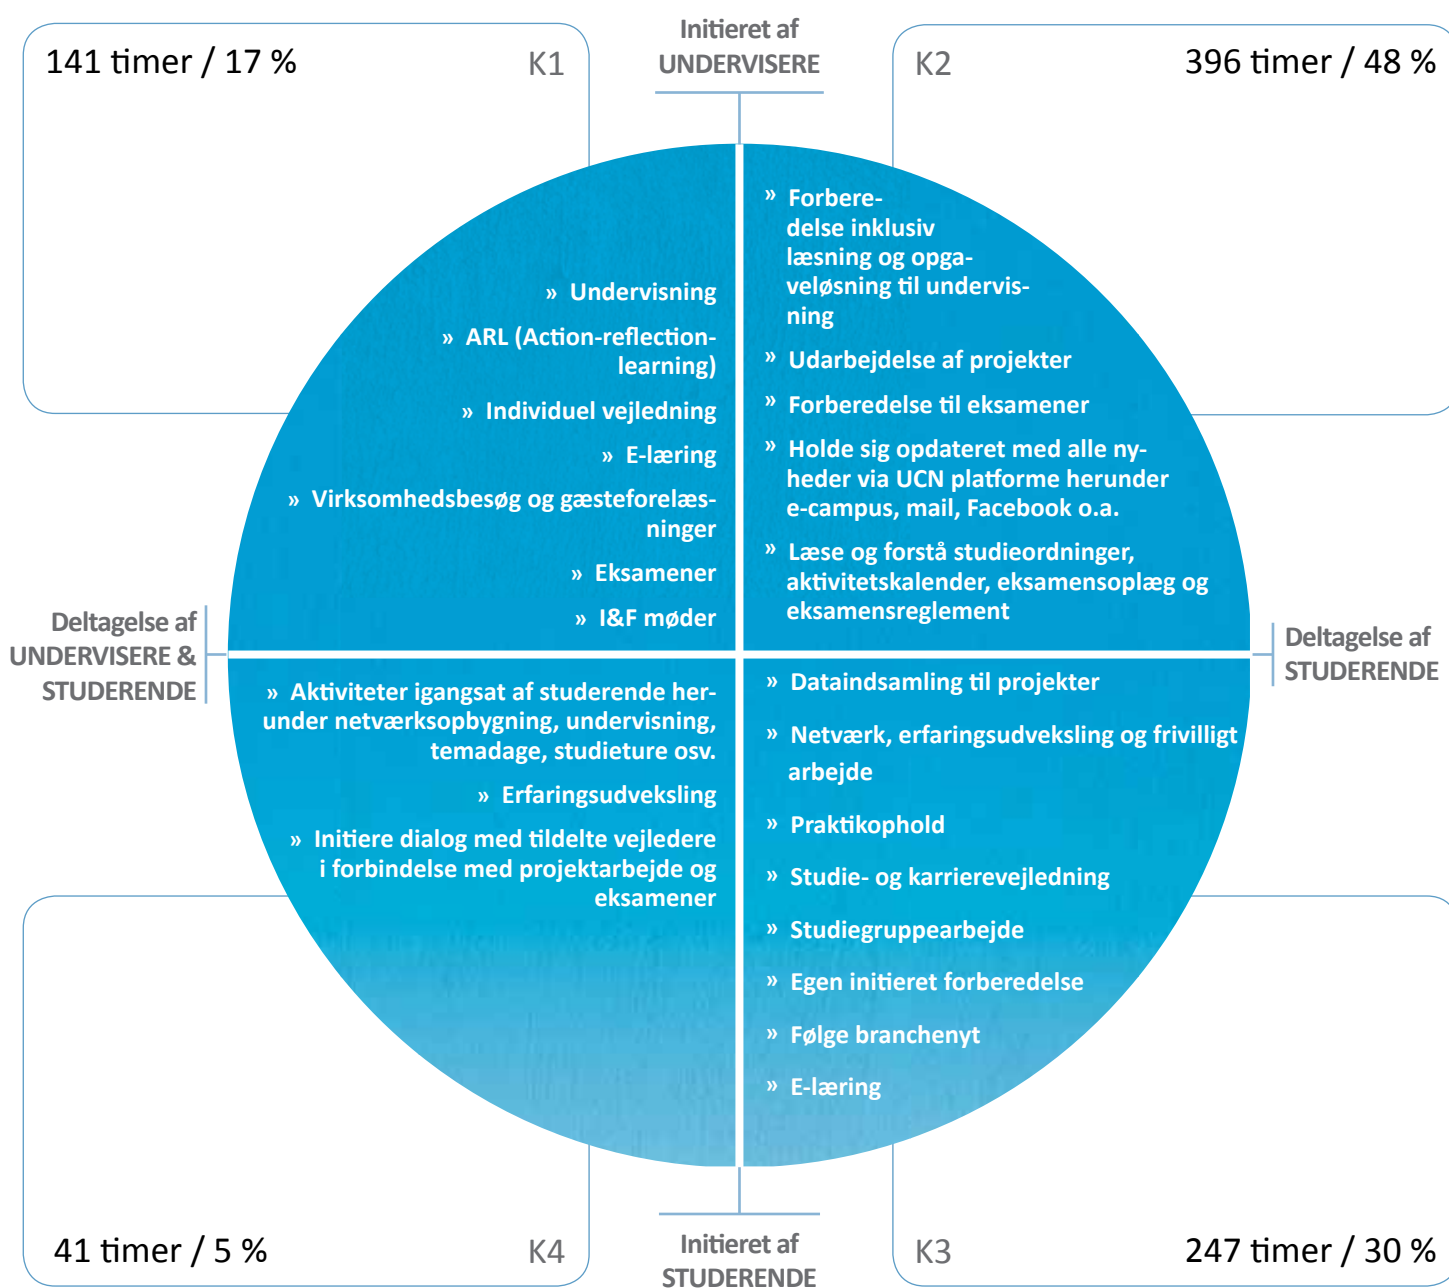 141 timer / 17 %
K1
Initieret af
UNDERVISERE
K2
396 timer / 48 %
» Undervisning
» ARL (Action-reflection-
learning)
» Individuel vejledning
» E-læring
» Virksomhedsbesøg og gæsteforelæs-
ninger
» Eksamener
» I&F møder
» Forbere-
delse inklusiv
læsning og opga-
veløsning til undervis-
ning
» Udarbejdelse af projekter
» Forberedelse til eksamener
» Holde sig opdateret med alle ny-
heder via UCN platforme herunder
e-campus, mail, Facebook o.a.
» Læse og forstå studieordninger,
aktivitetskalender, eksamensoplæg og
eksamensreglement
Deltagelse af
UNDERVISERE &
STUDERENDE
Deltagelse af
STUDERENDE
» Aktiviteter igangsat af studerende her-
under netværksopbygning, undervisning,
temadage, studieture osv.
» Erfaringsudveksling
» Initiere dialog med tildelte vejledere
i forbindelse med projektarbejde og
eksamener
» Dataindsamling til projekter
» Netværk, erfaringsudveksling og frivilligt
arbejde
» Praktikophold
» Studie- og karrierevejledning
» Studiegruppearbejde
» Egen initieret forberedelse
» Følge branchenyt
» E-læring
41 timer / 5 %
K4
Initieret af
STUDERENDE
K3
247 timer / 30 %